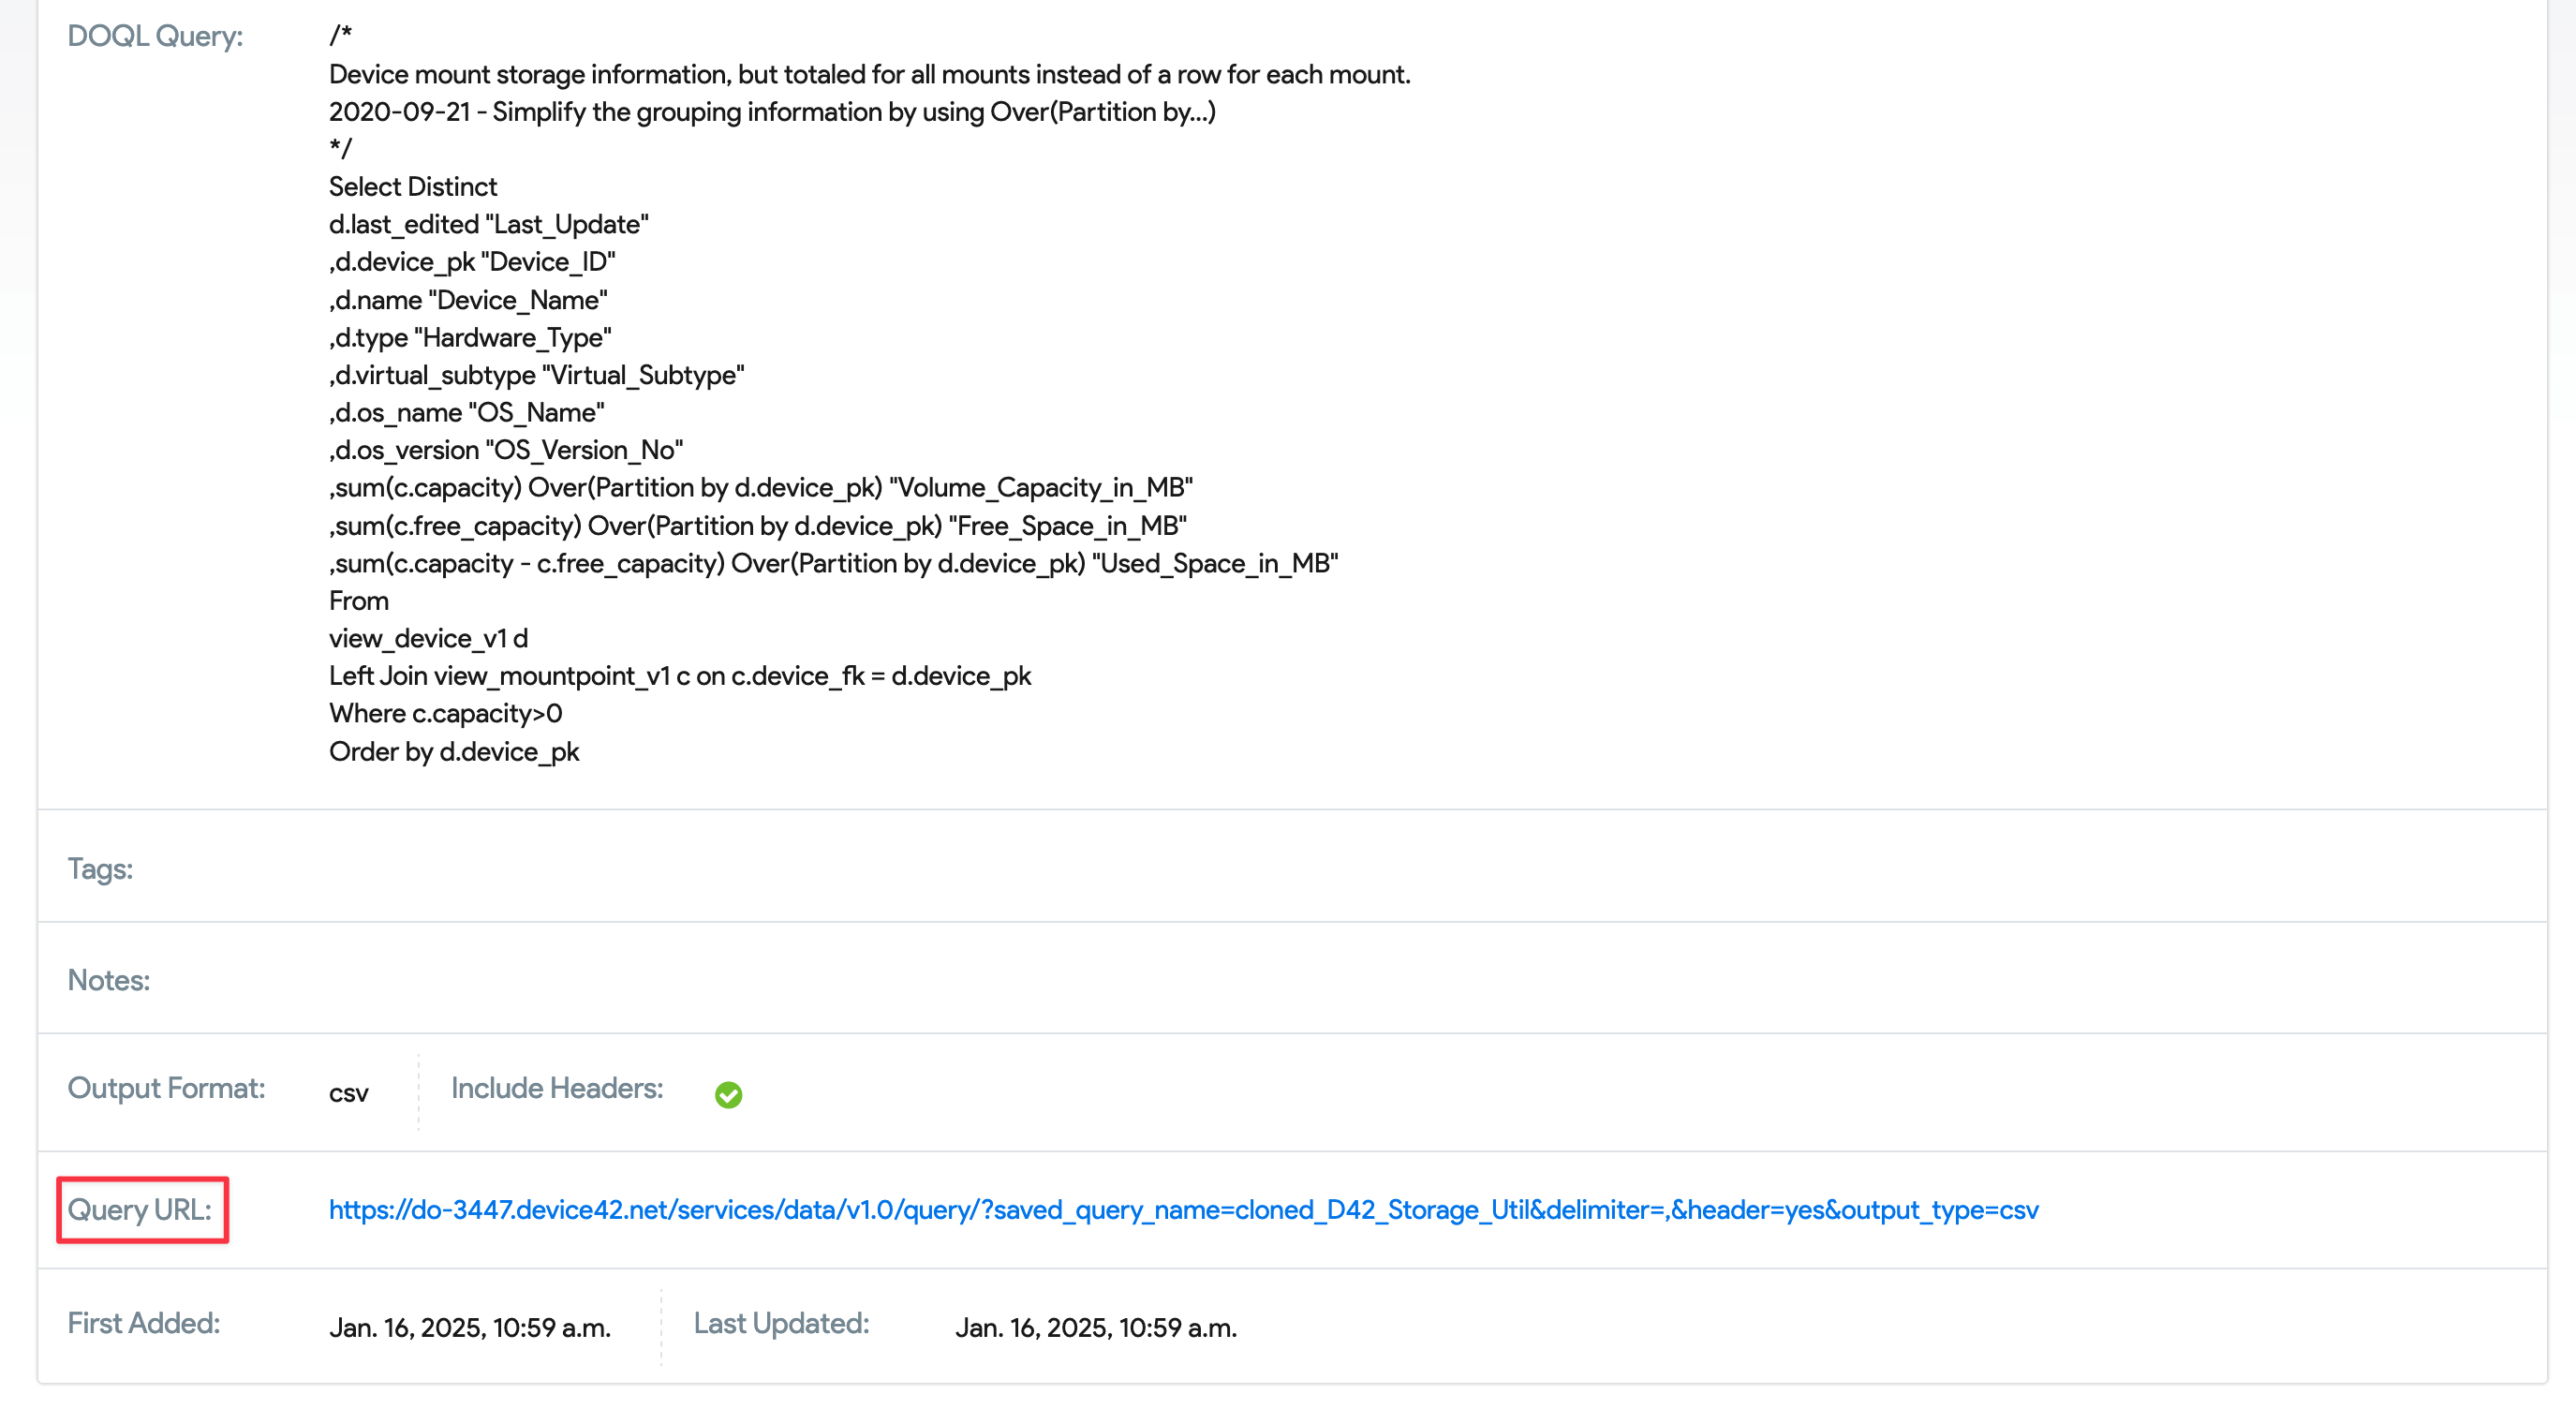 DOQL Query:
/*
Device mount storage information, but totaled for all mounts instead of a row for each mount.
2020-09-21 - Simplify the grouping information by using Over(Partition by...)
*/
Select Distinct
d.last_edited "Last_Update"
,d.device_pk "Device_ID"
,d.name "Device_Name"
,d.type "Hardware_Type"
,d.virtual_subtype "Virtual_Subtype"
,d.os_name "OS_Name"
,d.os_version "OS_Version_No"
,sum(c.capacity) Over(Partition by d.device_pk) "Volume_Capacity_in_MB"
,sum(c.free_capacity) Over(Partition by d.device_pk) "Free_Space_in_MB"
,sum(c.capacity - c.free_capacity) Over(Partition by d.device_pk) "Used_Space_in_MB"
From
view_device_v1 d
Left Join view_mountpoint_v1 c on c.device_fk = d.device_pk
Where c.capacity>0
Order by d.device_pk
Tags:
Notes:
Output Format: csv Include Headers:
Query URL: https://do-3447.device42.net/services/data/v1.0/query/?saved_query_name=cloned_D42_Storage_Util&delimiter=,&header=yes&output_type=csv
First Added: Jan. 16, 2025, 10:59 a.m. Last Updated: Jan. 16, 2025, 10:59 a.m.